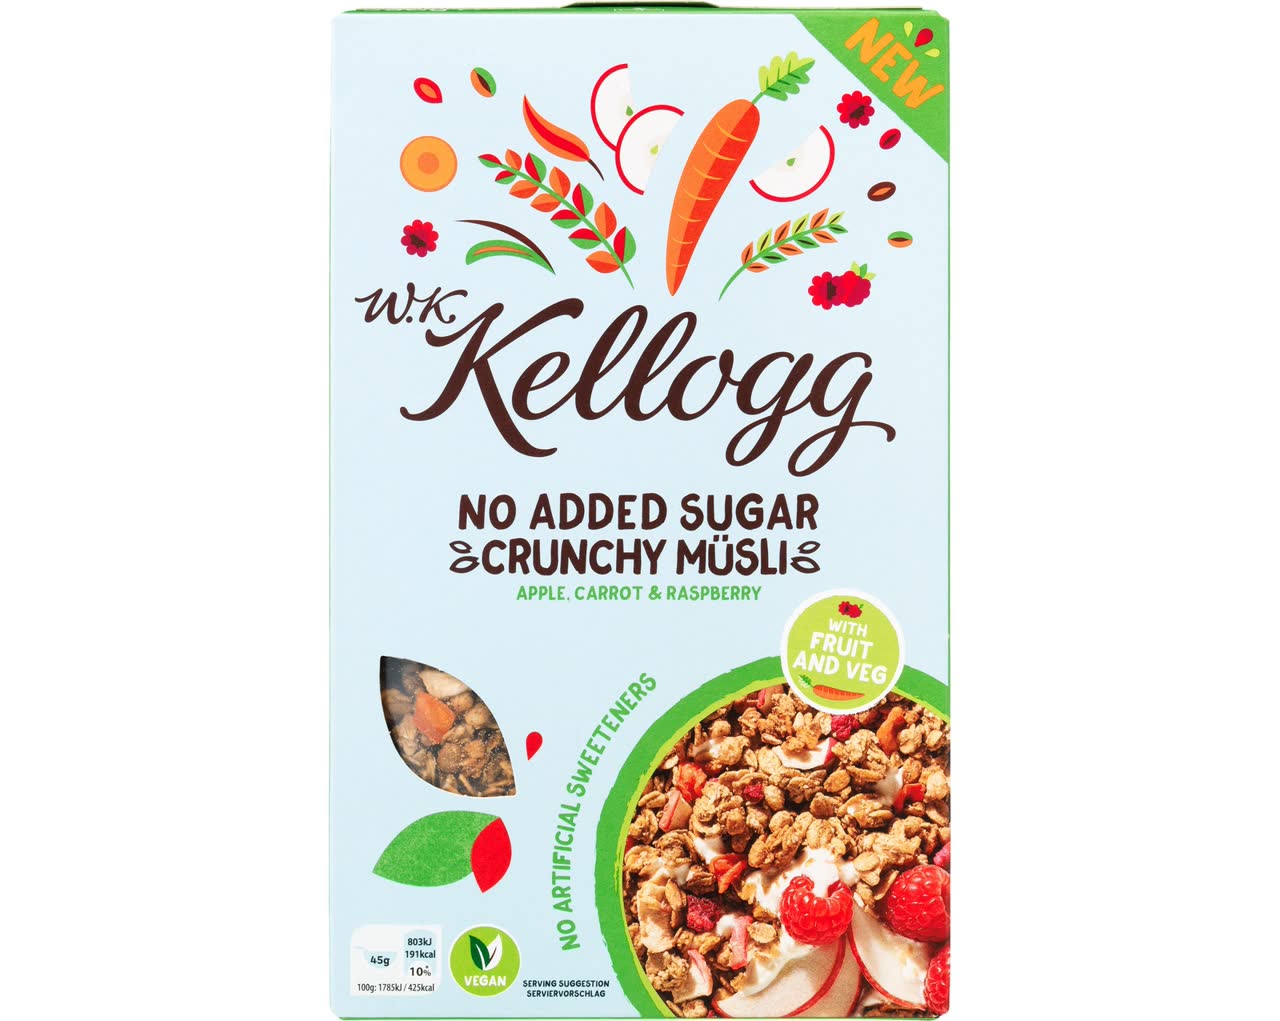 NEW
W.K
Kellogg
NO ADDED SUGAR
CRUNCHY MÜSLI
APPLE, CARROT & RASPBERRY
WITH
FRUIT
AND VEG
NO ARTIFICIAL SWEETENERS
45g
803kJ
191kcal
10%
100g: 1785kJ / 425kcal
VEGAN
SERVING SUGGESTION
SERVIERVORSCHLAG